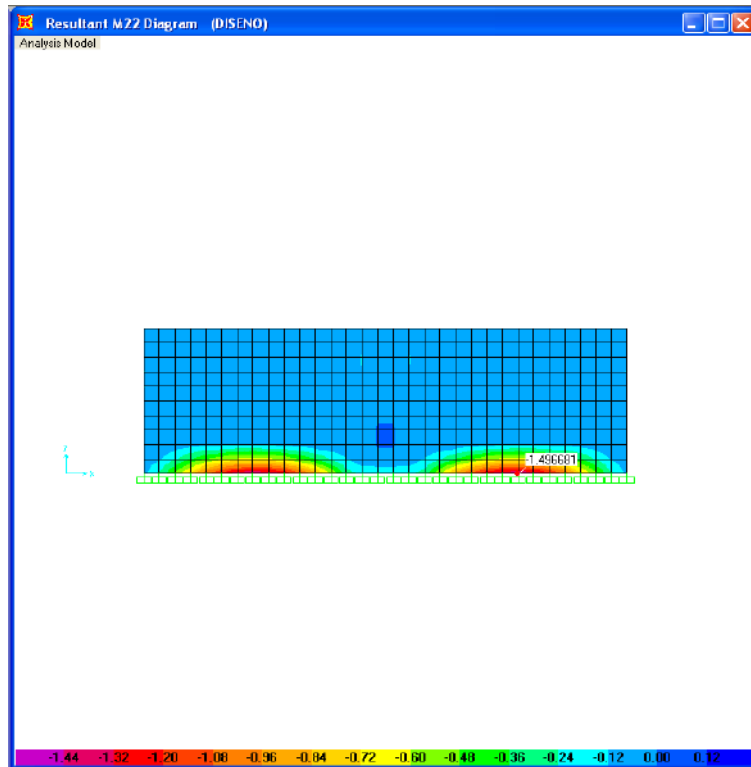 Resultant M22 Diagram (DISENO)
Analysis Model
-1.496681
Z
X
-1.44 -1.32 -1.20 -1.08 -0.96 -0.84 -0.72 -0.60 -0.48 -0.36 -0.24 -0.12 0.00 0.12